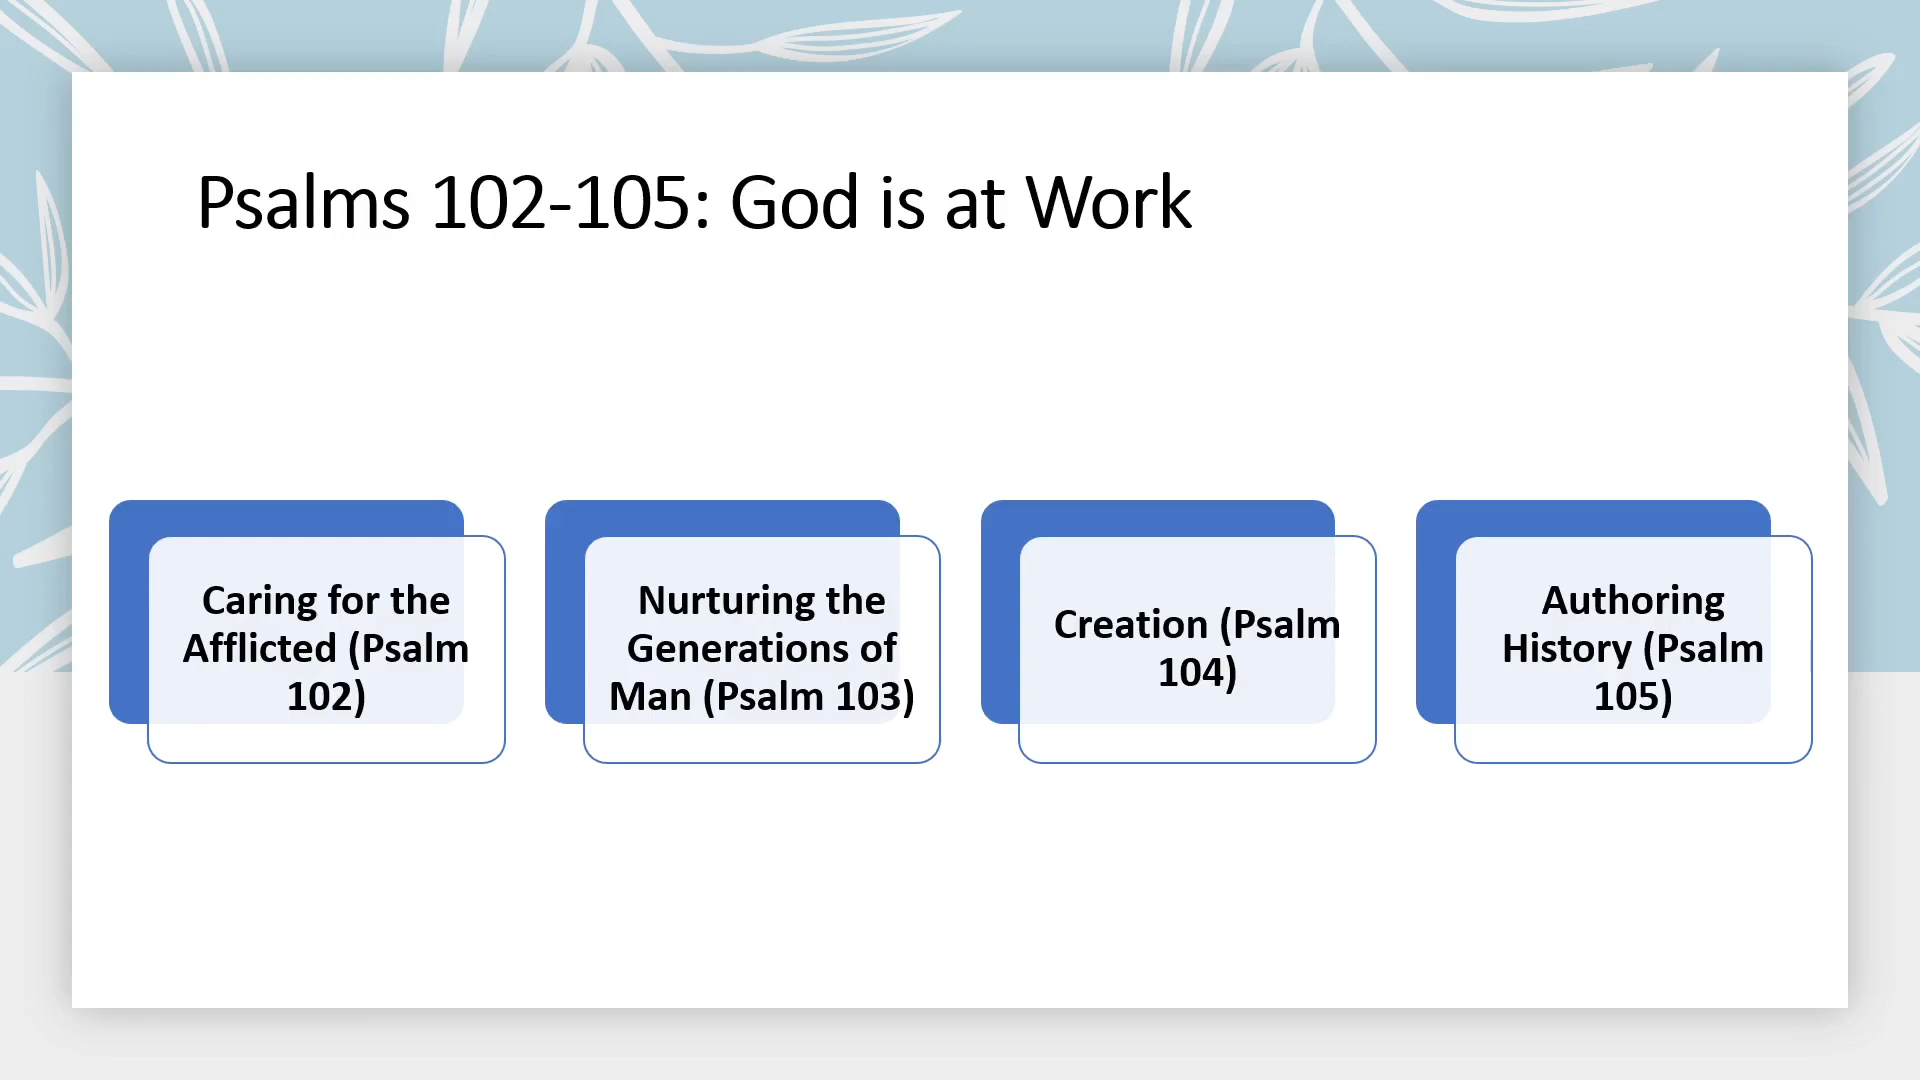 Psalms 102-105: God is at Work
Caring for the
Afflicted (Psalm
102)
Nurturing the
Generations of
Man (Psalm 103)
Creation (Psalm
104)
Authoring
History (Psalm
105)